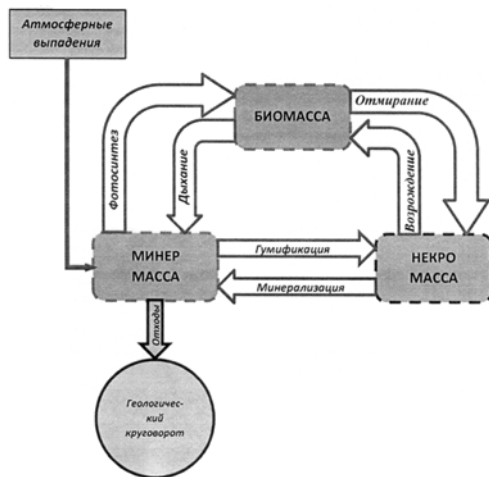 Атмосферные
выпадения
БИОМАССА
Отмирание
Фотосинтез
Дыхание
Возрождение
МИНЕР
МАССА
Гумификация
НЕКРО
МАССА
Минерализация
Отходы
Геологичес-
кий
круговорот